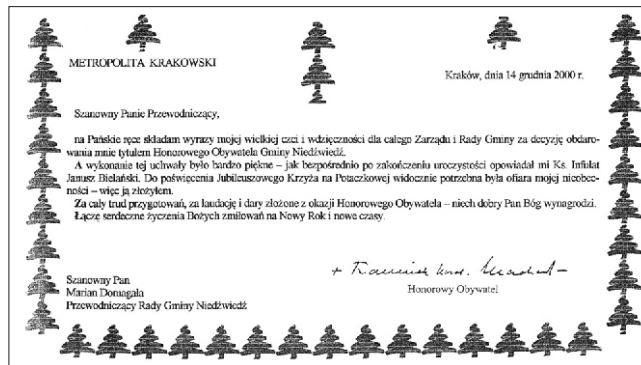 METROPOLITA KRAKOWSKI
Kraków, dnia 14 grudnia 2000 r.
Szanowny Panie Przewodniczący,
na Pańskie ręce składam wyrazy mojej wielkiej czci i wdzięczności dla całego Zarządu i Rady Gminy za decyzję obdaro-
wania mnie tytułem Honorowego Obywatela Gminy Niedźwiedź.
A wykonanie tej uchwały było bardzo piękne – jak bezpośrednio po zakończeniu uroczystości opowiadał mi Ks. Infułat
Janusz Bielański. Do poświęcenia Jubileuszowego Krzyża na Potaczkowej widocznie potrzebna była ofiara mojej nieobec-
ności – więc ją złożyłem.
Za cały trud przygotowań, za laudację i dary złożone z okazji Honorowego Obywatela – niech dobry Pan Bóg wynagrodzi.
Łączę serdeczne życzenia Bożych zmiłowań na Nowy Rok i nowe czasy.
+ Franciszek kard. Macharski
Honorowy Obywatel
Szanowny Pan
Marian Domagała
Przewodniczący Rady Gminy Niedźwiedź